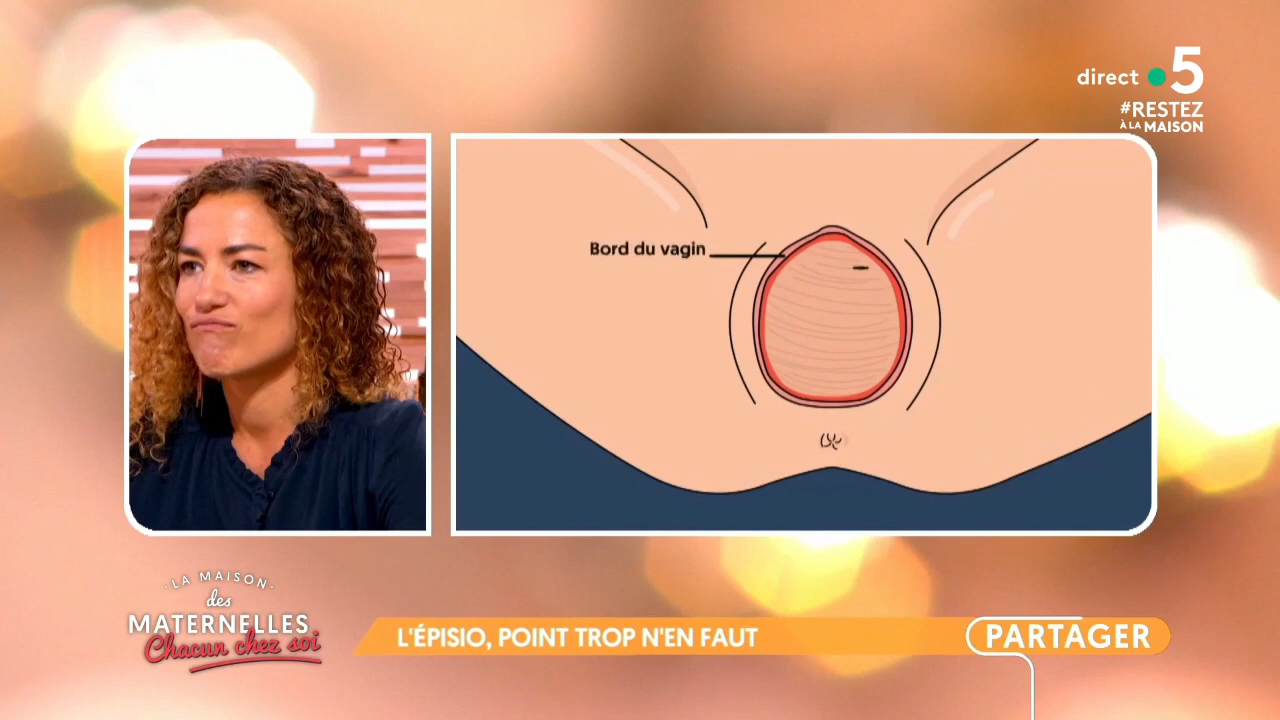 direct 5
#RESTEZ
À LA MAISON
Bord du vagin
LA MAISON
des
MATERNELLES
Chacun chez soi
L'ÉPISIO, POINT TROP N'EN FAUT
PARTAGER